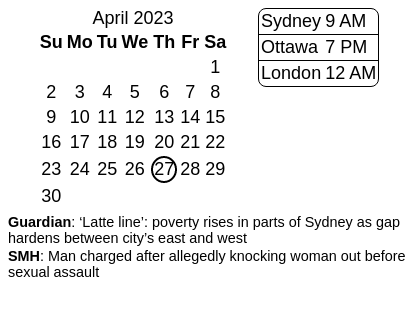 April 2023
Su Mo Tu We Th Fr Sa
1
2 3 4 5 6 7 8
9 10 11 12 13 14 15
16 17 18 19 20 21 22
23 24 25 26 27 28 29
30
Sydney 9 AM
Ottawa 7 PM
London 12 AM
Guardian: ‘Latte line’: poverty rises in parts of Sydney as gap
hardens between city’s east and west
SMH: Man charged after allegedly knocking woman out before
sexual assault